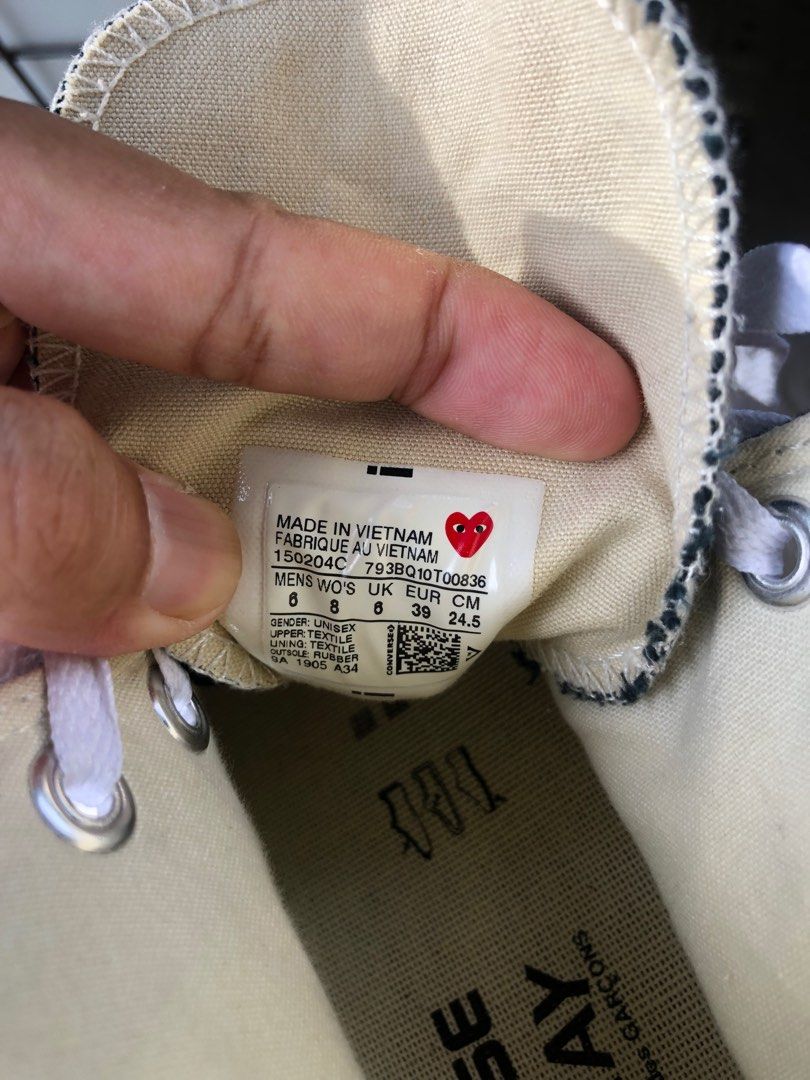 MADE IN VIETNAM
FABRIQUE AU VIETNAM
150204C 793BQ10T00836
MENS WO'S UK EUR CM
6 8 6 39 24.5
GENDER: UNISEX
UPPER: TEXTILE
LINING: TEXTILE
OUTSOLE: RUBBER
9A 1905 A34
CONVERSE
SE
AY
GARÇONS